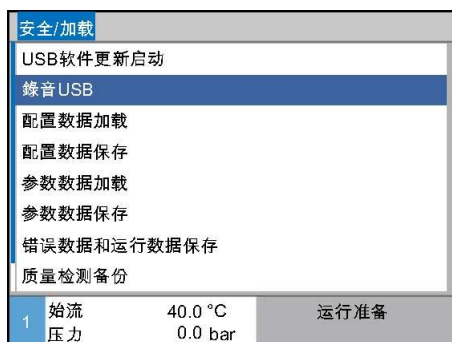 安全/加载
USB软件更新启动
錄音USB
配置数据加载
配置数据保存
参数数据加载
参数数据保存
错误数据和运行数据保存
质量检测备份
1 始流 40.0 °C 运行准备
压力 0.0 bar